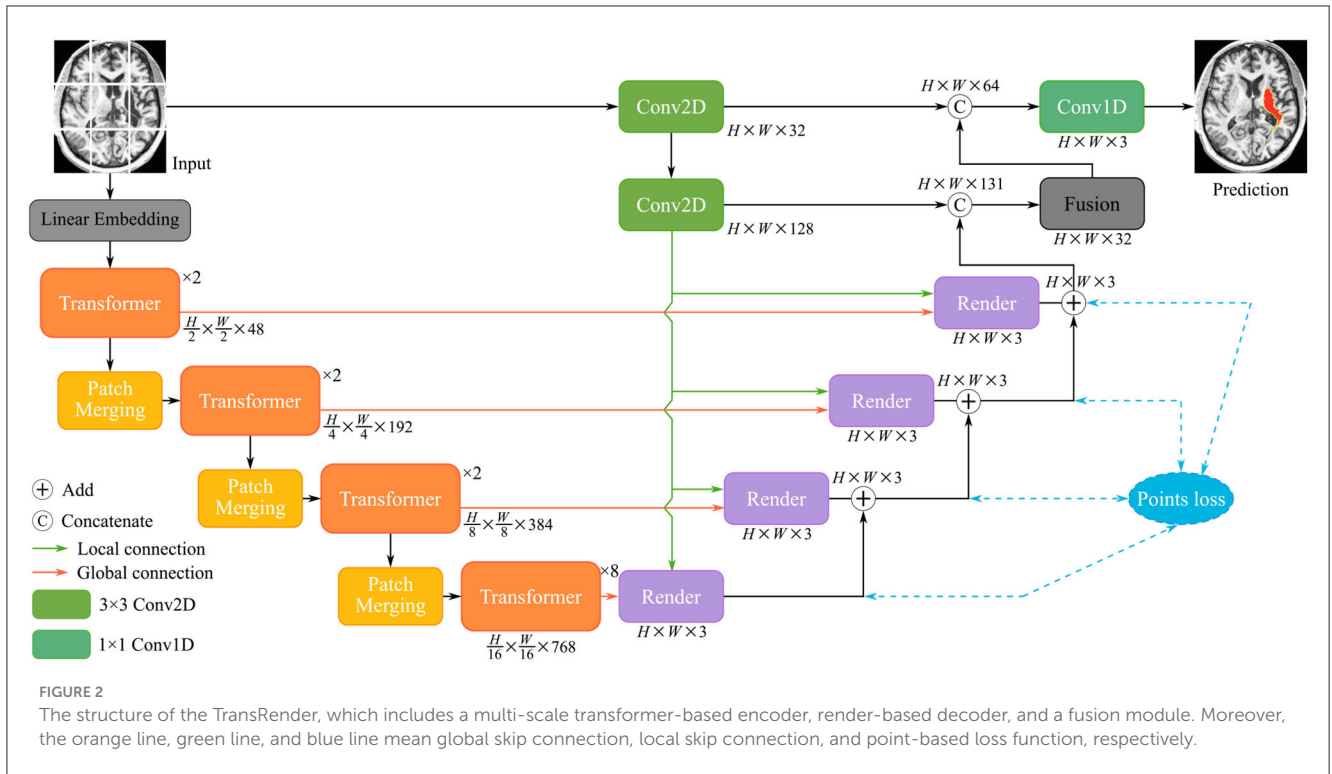 Input
Conv2D
H × W × 32
H × W × 64
C
Conv1D
H × W × 3
Prediction
Linear Embedding
Conv2D
H × W × 128
H × W × 131
C
Fusion
H × W × 32
Transformer
×2
H/2 × W/2 × 48
Render
H × W × 3
H × W × 3
+
Patch
Merging
Transformer
×2
H/4 × W/4 × 192
Render
H × W × 3
H × W × 3
+
Patch
Merging
Transformer
×2
H/8 × W/8 × 384
Render
H × W × 3
H × W × 3
+
Points loss
Patch
Merging
Transformer
×8
H/16 × W/16 × 768
Render
H × W × 3
+ Add
C Concatenate
Local connection
Global connection
3×3 Conv2D
1×1 Conv1D
FIGURE 2
The structure of the TransRender, which includes a multi-scale transformer-based encoder, render-based decoder, and a fusion module. Moreover,
the orange line, green line, and blue line mean global skip connection, local skip connection, and point-based loss function, respectively.